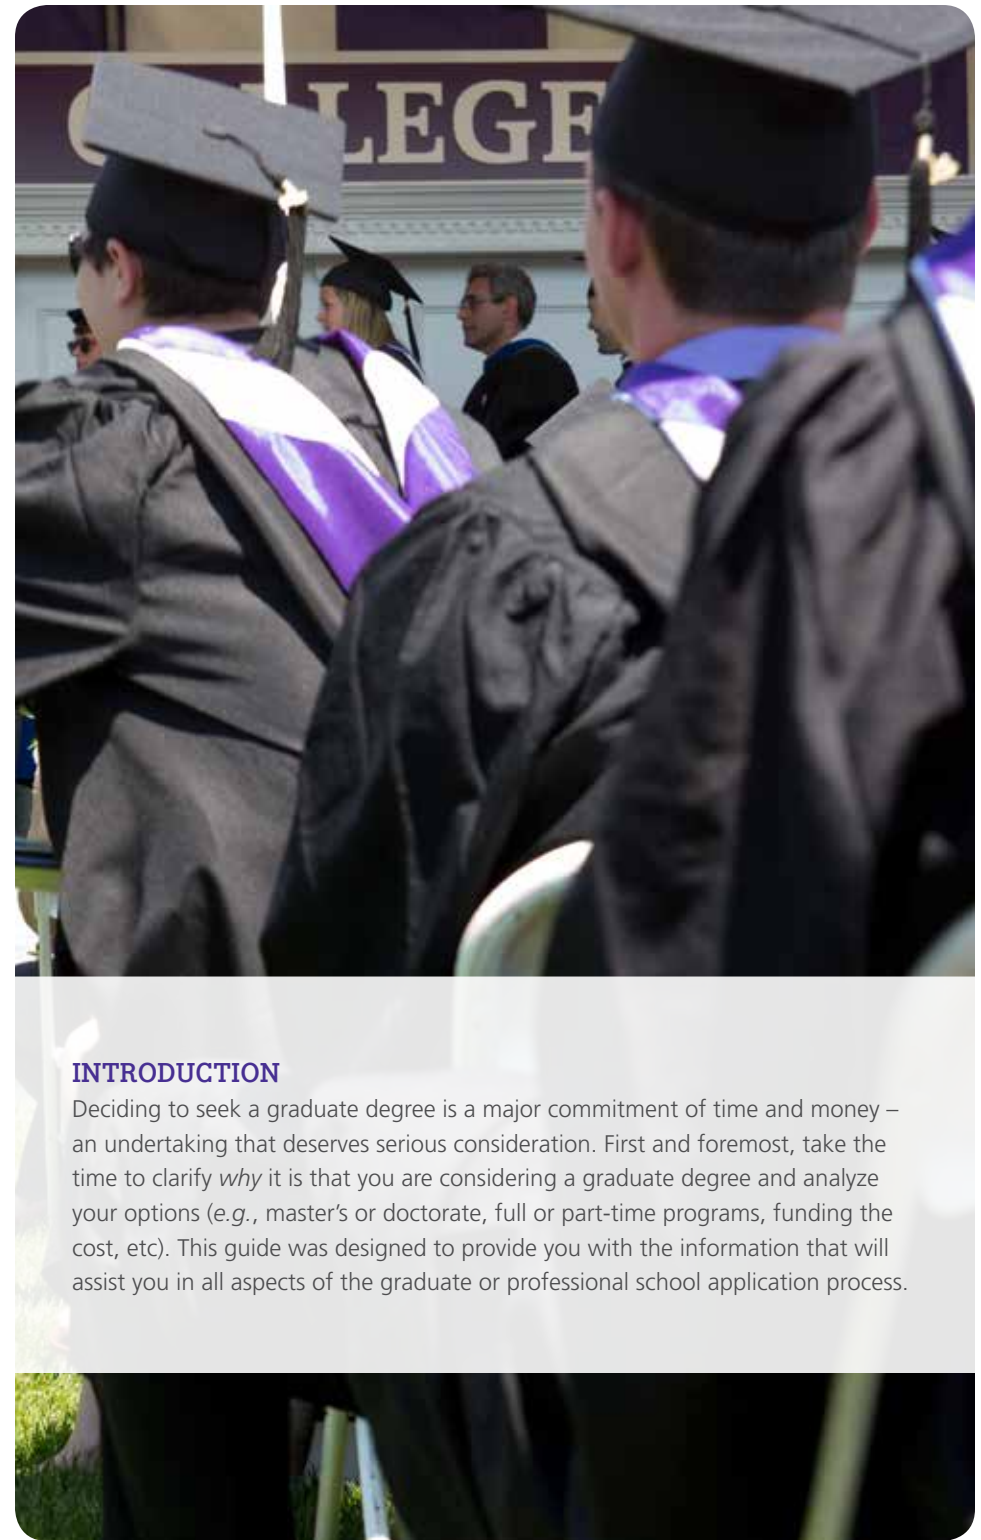 INTRODUCTION
Deciding to seek a graduate degree is a major commitment of time and money –
an undertaking that deserves serious consideration. First and foremost, take the
time to clarify why it is that you are considering a graduate degree and analyze
your options (e.g., master's or doctorate, full or part-time programs, funding the
cost, etc). This guide was designed to provide you with the information that will
assist you in all aspects of the graduate or professional school application process.